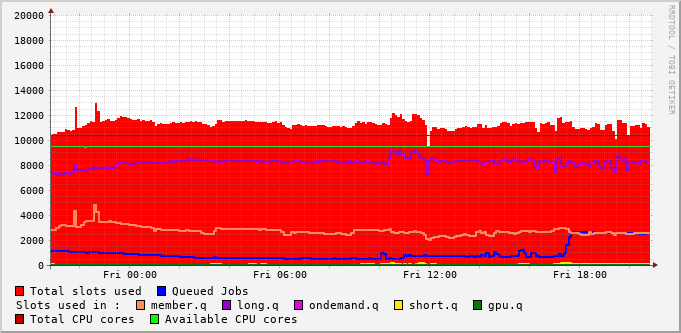 20000
18000
16000
14000
12000
10000
8000
6000
4000
2000
0
Fri 00:00 Fri 06:00 Fri 12:00 Fri 18:00
RRDTOOL / TOBI OETIKER
Total slots used Queued Jobs
Slots used in : member.q long.q ondemand.q short.q gpu.q
Total CPU cores Available CPU cores